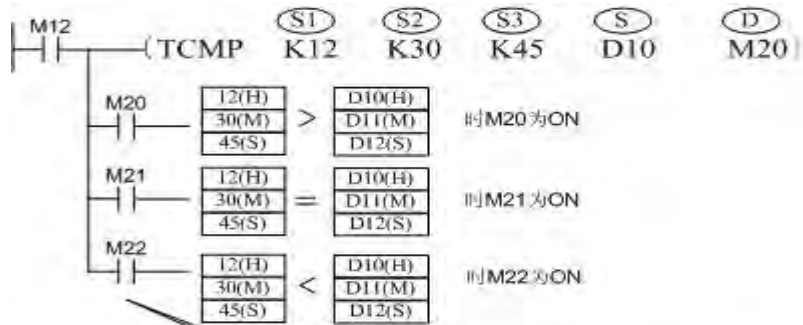 M12
S1 S2 S3 S D
TCMP K12 K30 K45 D10 M20
M20
12(H) D10(H)
30(M) > D11(M) 时M20为ON
45(S) D12(S)
M21
12(H) D10(H)
30(M) = D11(M) 时M21为ON
45(S) D12(S)
M22
12(H) D10(H)
30(M) < D11(M) 时M22为ON
45(S) D12(S)